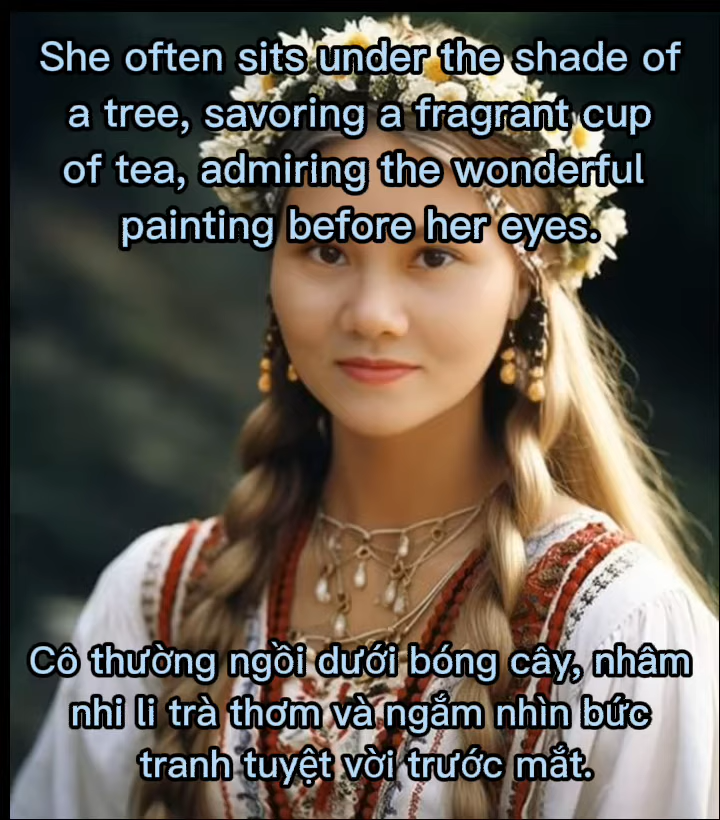 She often sits under the shade of
a tree, savoring a fragrant cup
of tea, admiring the wonderful
painting before her eyes.
Cô thường ngồi dưới bóng cây, nhâm
nhi li trà thơm và ngắm nhìn bức
tranh tuyệt vời trước mắt.